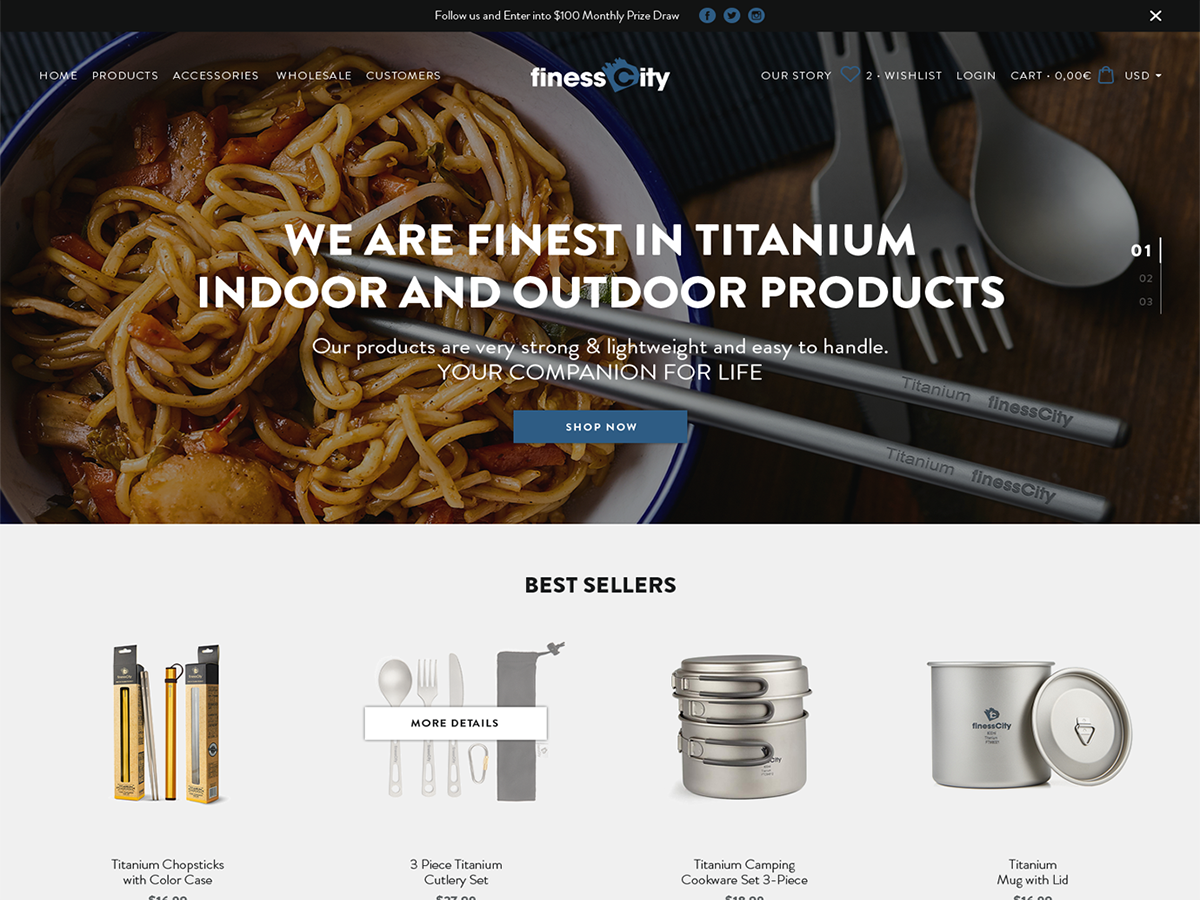 Follow us and Enter into $100 Monthly Prize Draw
HOME PRODUCTS ACCESSORIES WHOLESALE CUSTOMERS
finessCity
OUR STORY 2 • WISHLIST LOGIN CART • 0,00€ USD
WE ARE FINEST IN TITANIUM
INDOOR AND OUTDOOR PRODUCTS
01
02
03
Our products are very strong & lightweight and easy to handle.
YOUR COMPANION FOR LIFE
SHOP NOW
Titanium finessCity
Titanium finessCity
BEST SELLERS
MORE DETAILS
finessCity
Titanium
Titanium Chopsticks
with Color Case
3 Piece Titanium
Cutlery Set
Titanium Camping
Cookware Set 3-Piece
Titanium
Mug with Lid